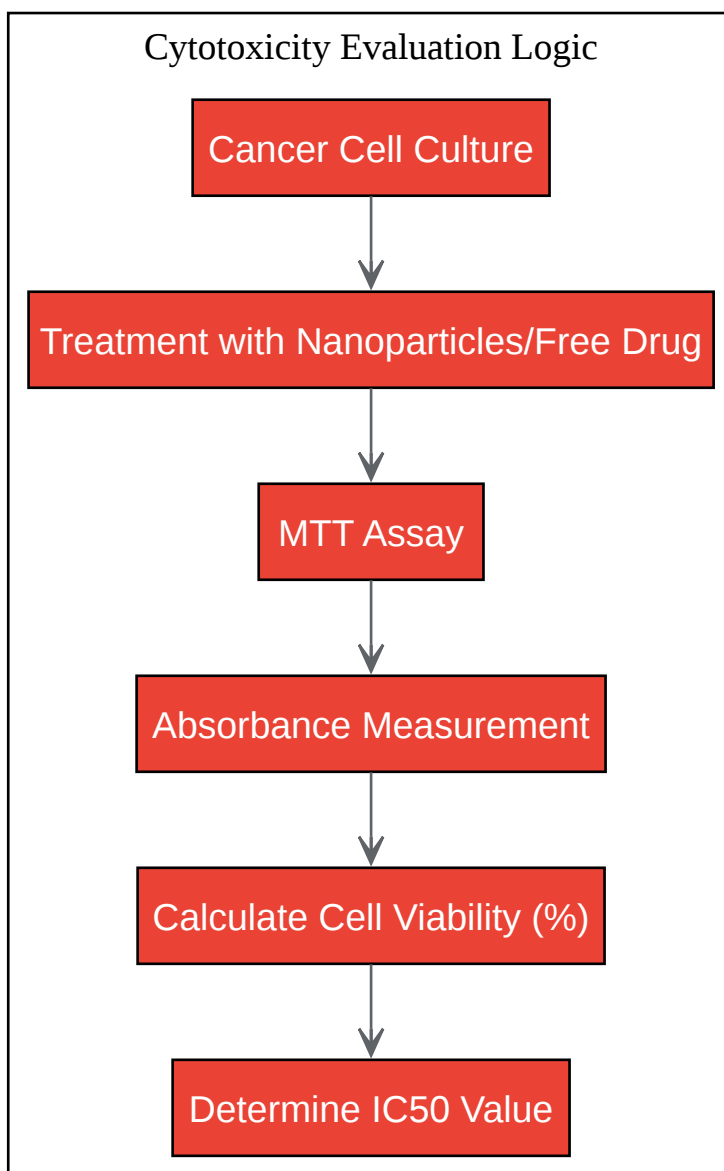 Cytotoxicity Evaluation Logic
Cancer Cell Culture
Treatment with Nanoparticles/Free Drug
MTT Assay
Absorbance Measurement
Calculate Cell Viability (%)
Determine IC50 Value